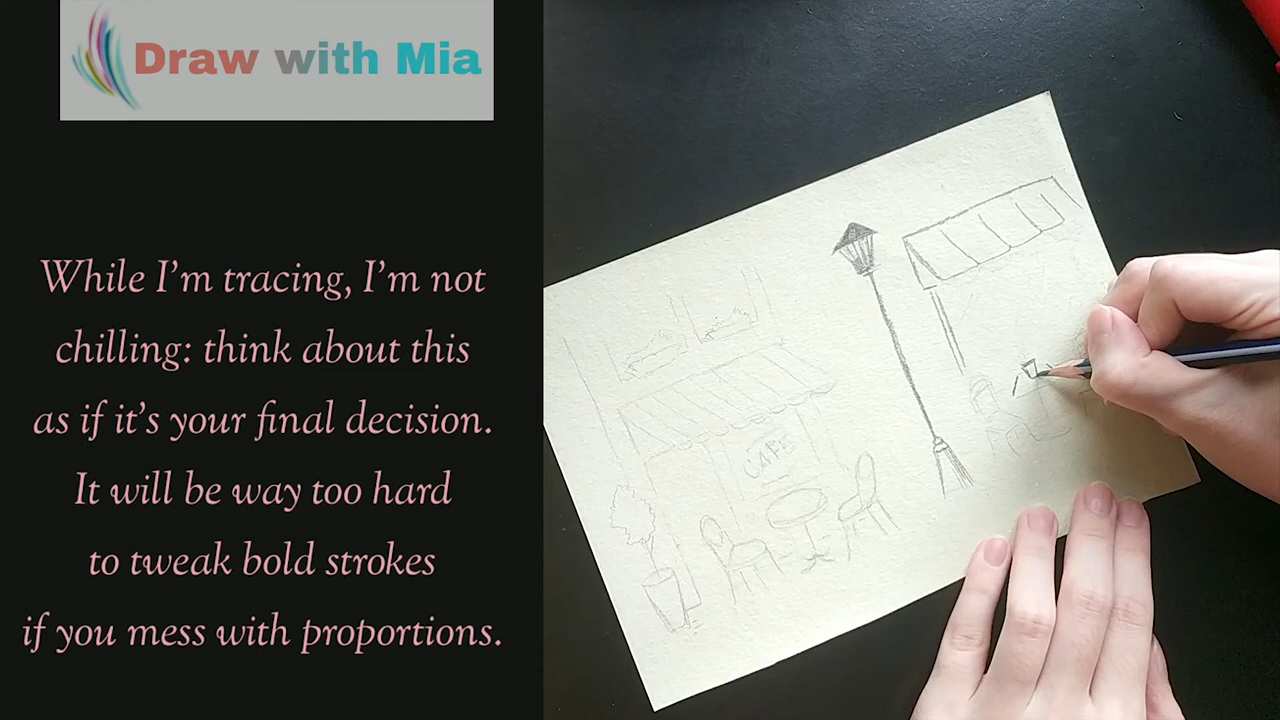 Draw with Mia
While I’m tracing, I’m not
chilling: think about this
as if it’s your final decision.
It will be way too hard
to tweak bold strokes
if you mess with proportions.
CAFE